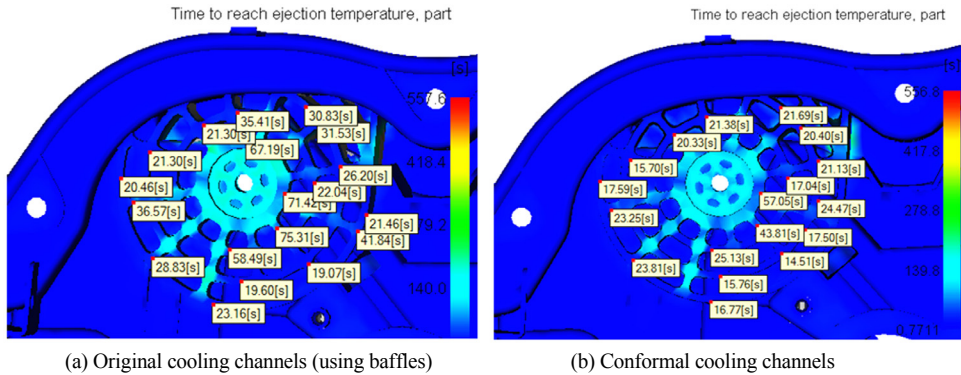 Time to reach ejection temperature, part
[s]
557.6
418.4
79.2
140.0
35.41[s]
30.83[s]
21.30[s]
31.53[s]
67.19[s]
21.30[s]
26.20[s]
20.46[s]
22.04[s]
71.42[s]
36.57[s]
21.46[s]
75.31[s]
41.84[s]
58.49[s]
28.83[s]
19.07[s]
19.60[s]
23.16[s]
(a) Original cooling channels (using baffles)
Time to reach ejection temperature, part
[s]
556.8
417.8
278.8
139.8
0.7711
21.69[s]
21.38[s]
20.40[s]
20.33[s]
15.70[s]
21.13[s]
17.59[s]
17.04[s]
57.05[s]
24.47[s]
23.25[s]
43.81[s]
17.50[s]
25.13[s]
14.51[s]
23.81[s]
15.76[s]
16.77[s]
(b) Conformal cooling channels